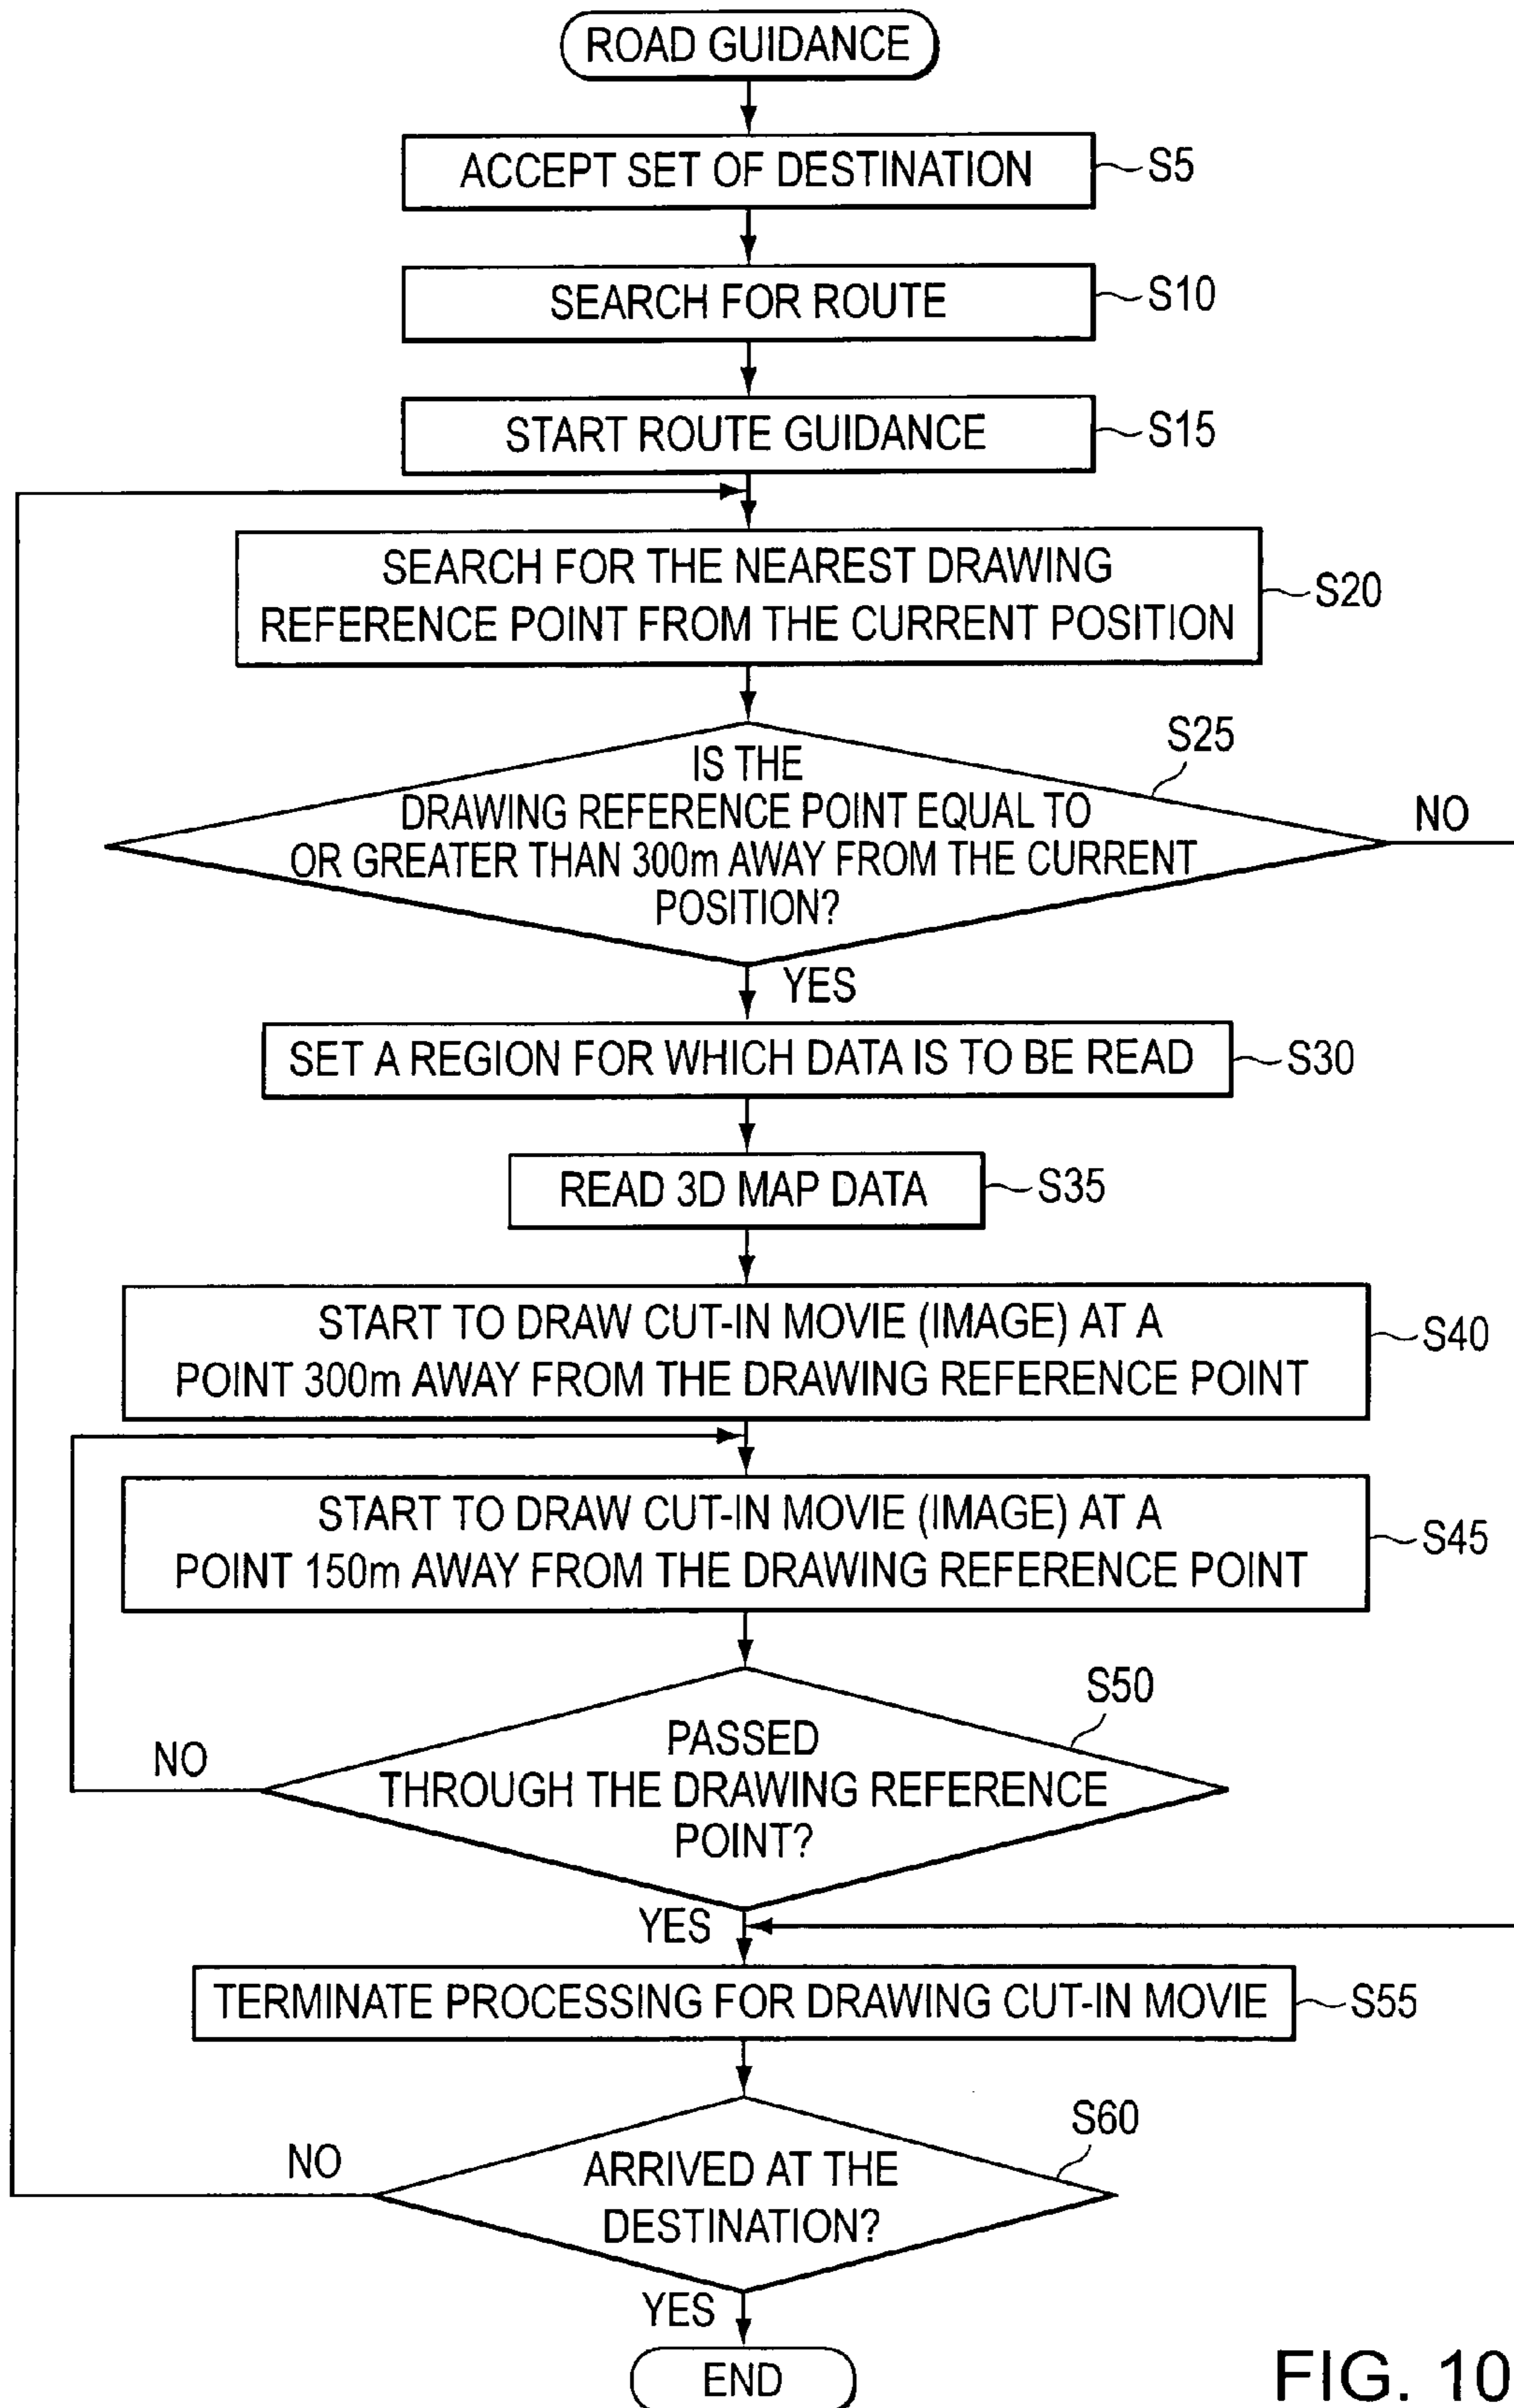 ROAD GUIDANCE
ACCEPT SET OF DESTINATION
S5
SEARCH FOR ROUTE
S10
START ROUTE GUIDANCE
S15
SEARCH FOR THE NEAREST DRAWING
REFERENCE POINT FROM THE CURRENT POSITION
S20
S25
IS THE
DRAWING REFERENCE POINT EQUAL TO
OR GREATER THAN 300m AWAY FROM THE CURRENT
POSITION?
NO
YES
SET A REGION FOR WHICH DATA IS TO BE READ
S30
READ 3D MAP DATA
S35
START TO DRAW CUT-IN MOVIE (IMAGE) AT A
POINT 300m AWAY FROM THE DRAWING REFERENCE POINT
S40
START TO DRAW CUT-IN MOVIE (IMAGE) AT A
POINT 150m AWAY FROM THE DRAWING REFERENCE POINT
S45
S50
PASSED
THROUGH THE DRAWING REFERENCE
POINT?
NO
YES
TERMINATE PROCESSING FOR DRAWING CUT-IN MOVIE
S55
S60
ARRIVED AT THE
DESTINATION?
NO
YES
END
FIG. 10